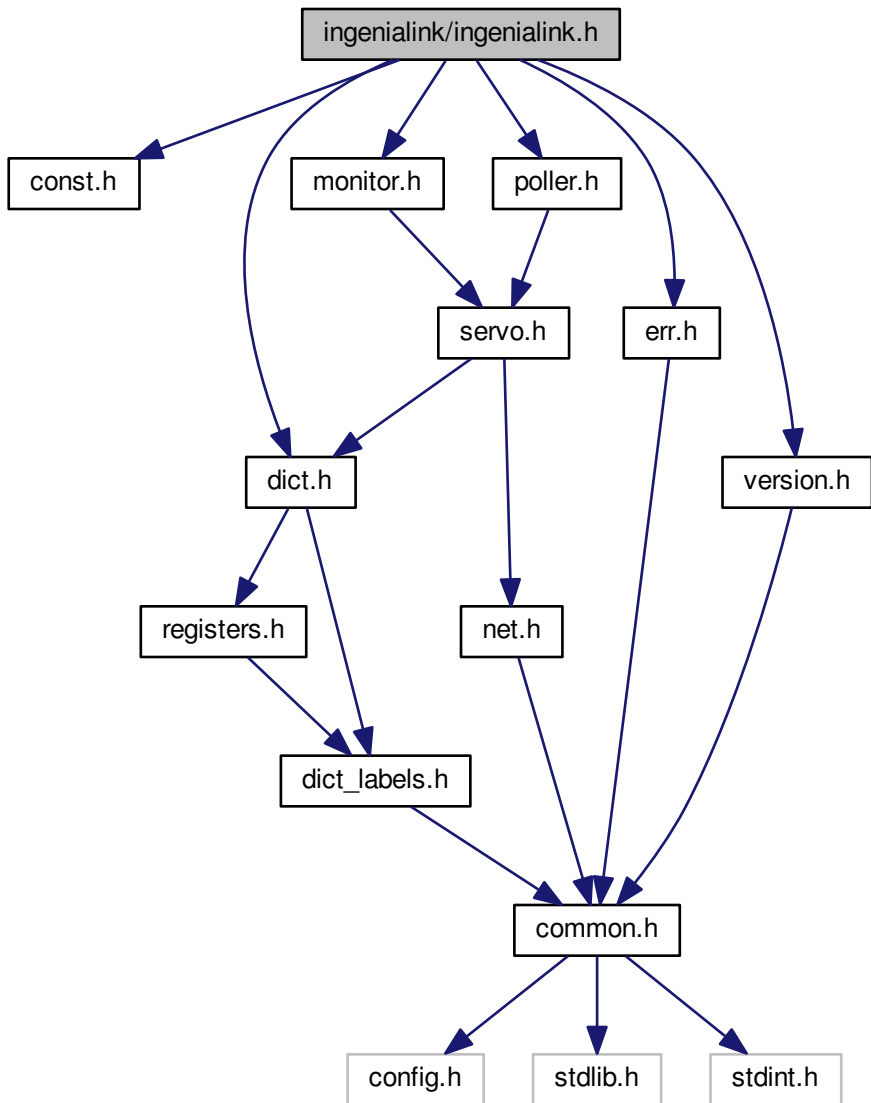 ingenialink/ingenialink.h
const.h
monitor.h
poller.h
servo.h
err.h
dict.h
version.h
registers.h
net.h
dict_labels.h
common.h
config.h
stdlib.h
stdint.h